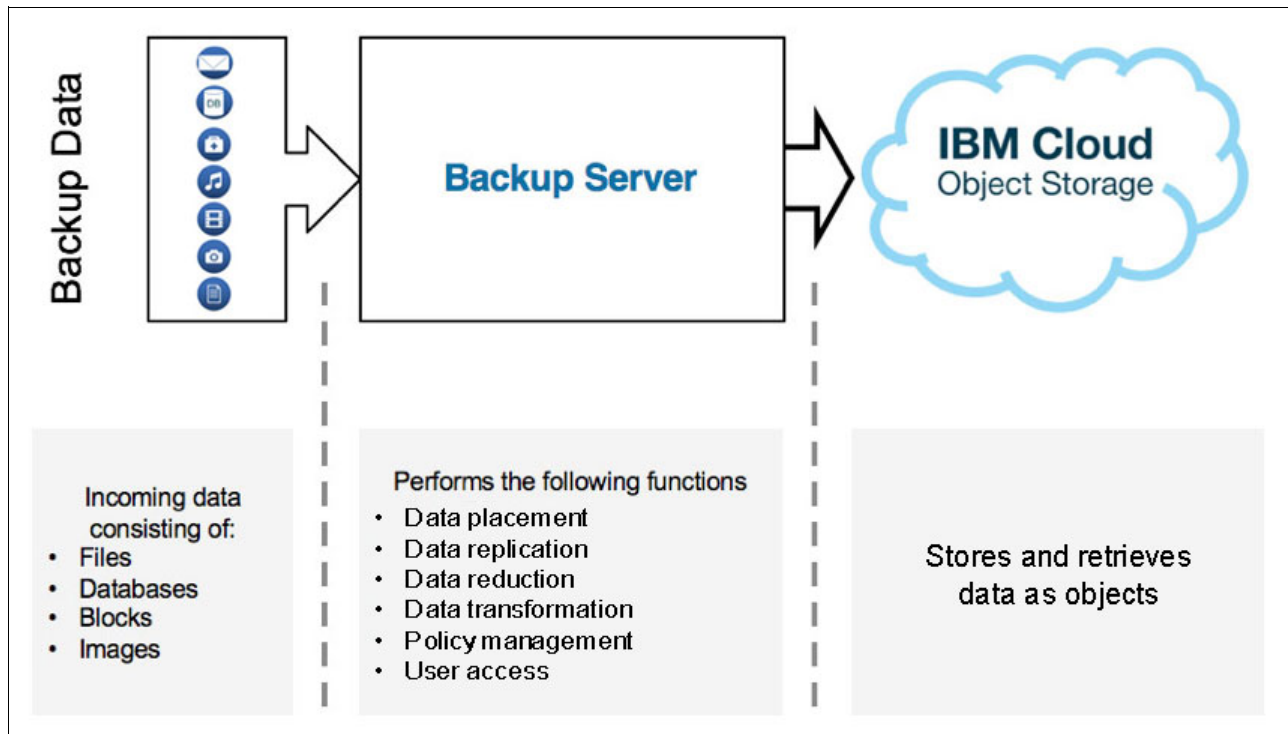 Backup Data
DB
Backup Server
IBM Cloud
Object Storage
Incoming data
consisting of:
• Files
• Databases
• Blocks
• Images
Performs the following functions
• Data placement
• Data replication
• Data reduction
• Data transformation
• Policy management
• User access
Stores and retrieves
data as objects